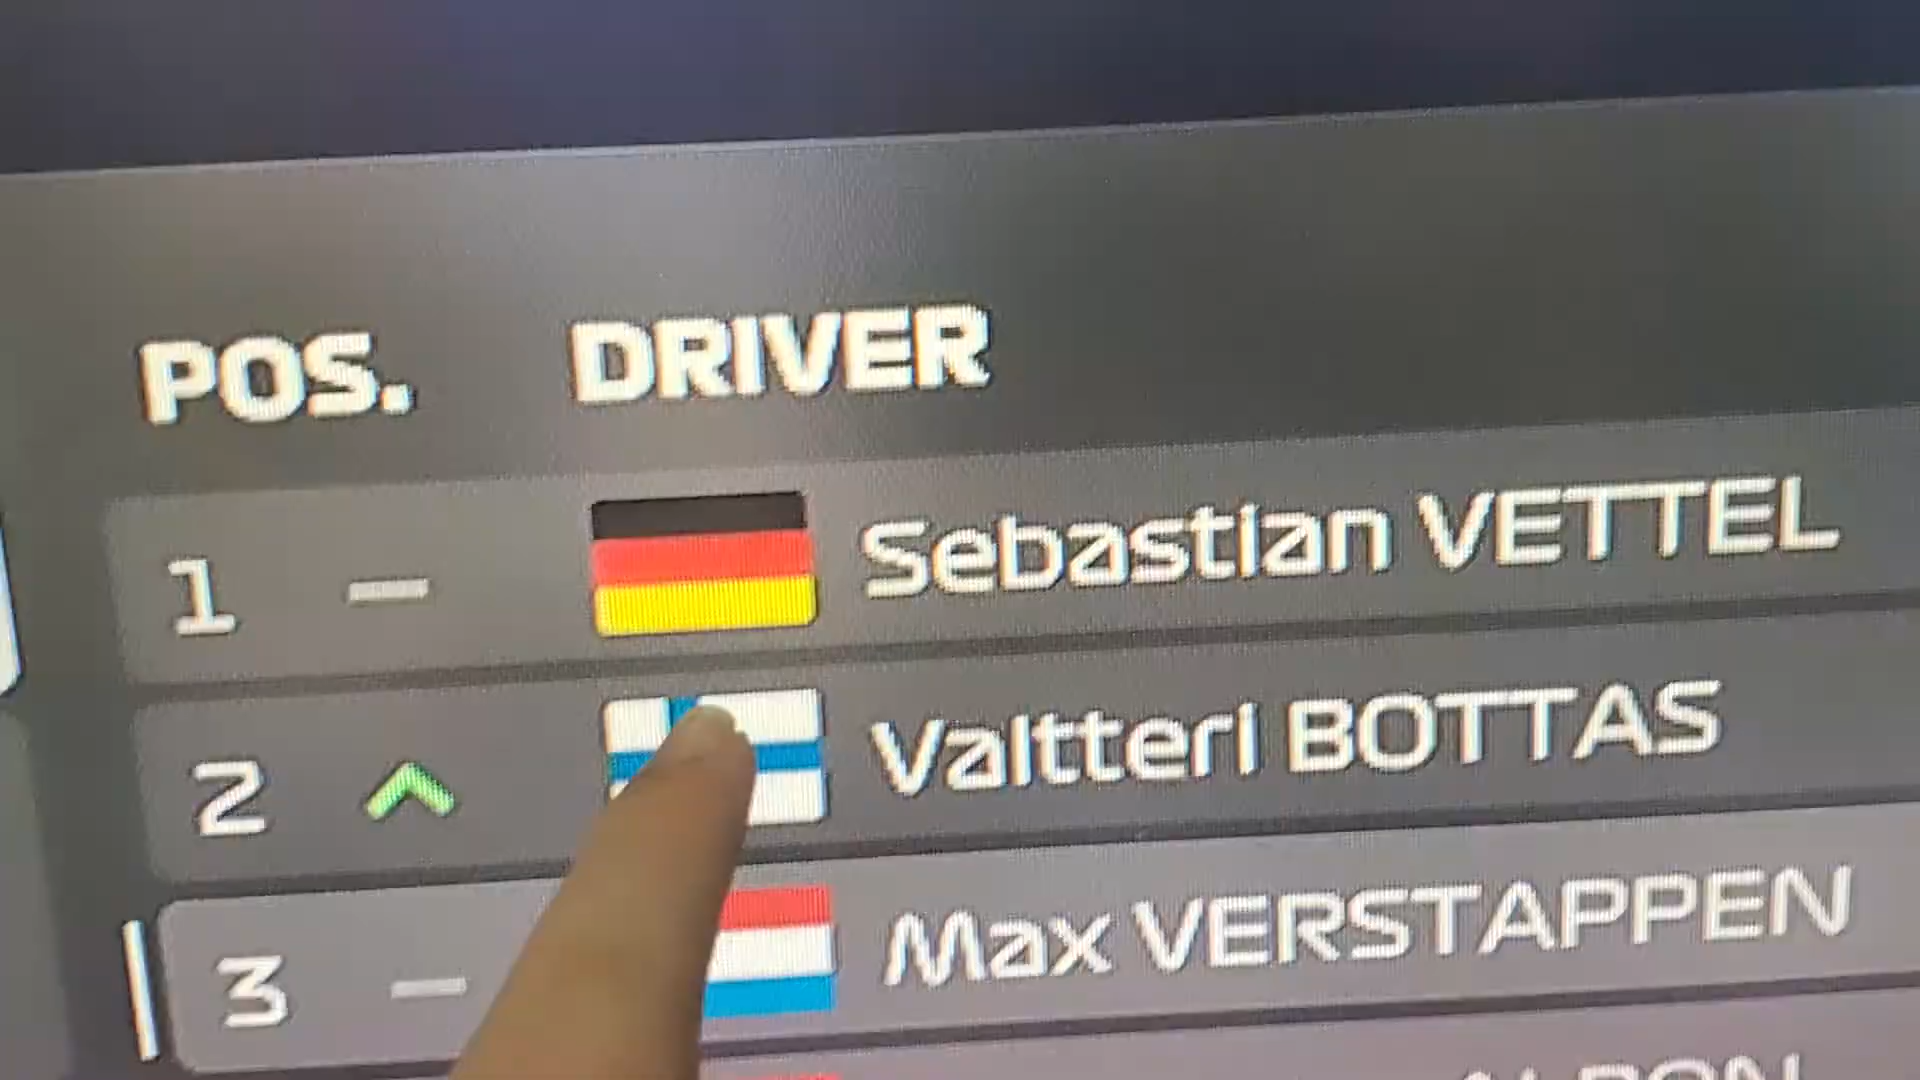 POS. DRIVER
1 Sebastian VETTEL
2 Valtteri BOTTAS
3 Max VERSTAPPEN